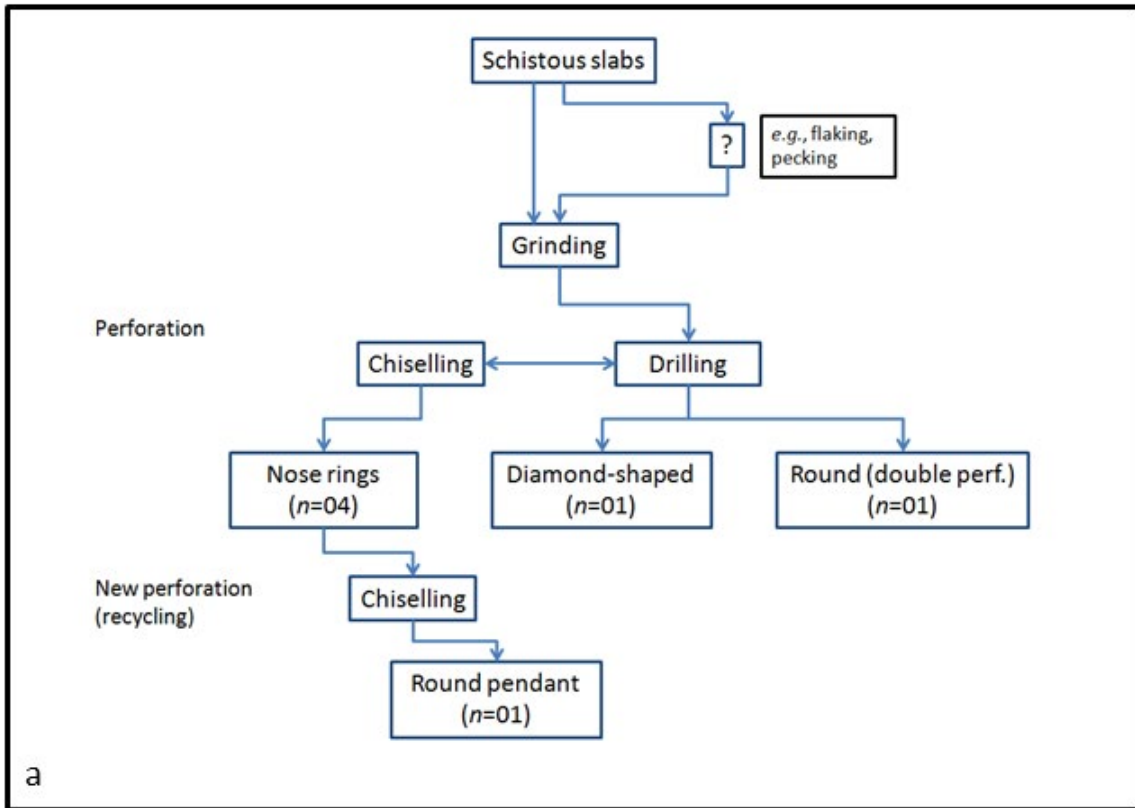 Schistous slabs
?
e.g., flaking,
pecking
Grinding
Perforation
Chiselling
Drilling
Nose rings
(n=04)
Diamond-shaped
(n=01)
Round (double perf.)
(n=01)
New perforation
(recycling)
Chiselling
Round pendant
(n=01)
a